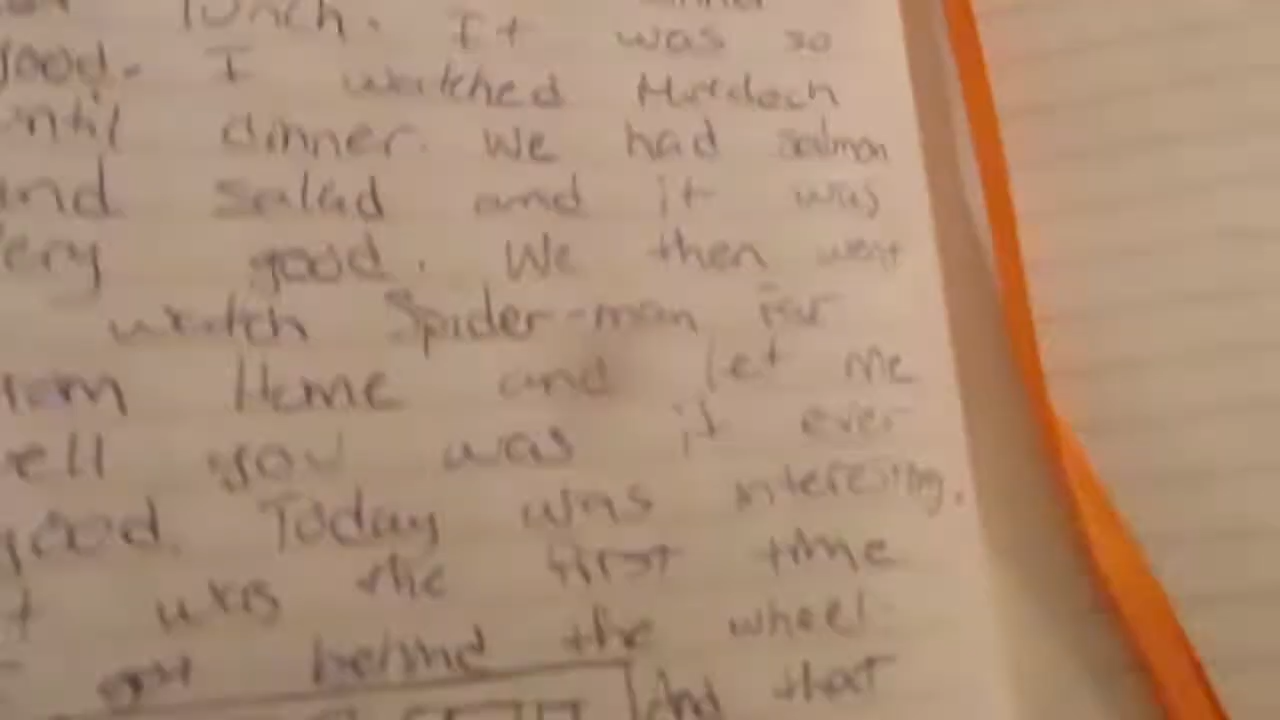 lunch. It was so
good. I watched Murdoch
until dinner. We had salmon
and salad and it was
very good. We then went
watch Spider-man Far
From Home and let me
tell you was it ever
good. Today was interesting.
It was the first time
I got behind the wheel
And that